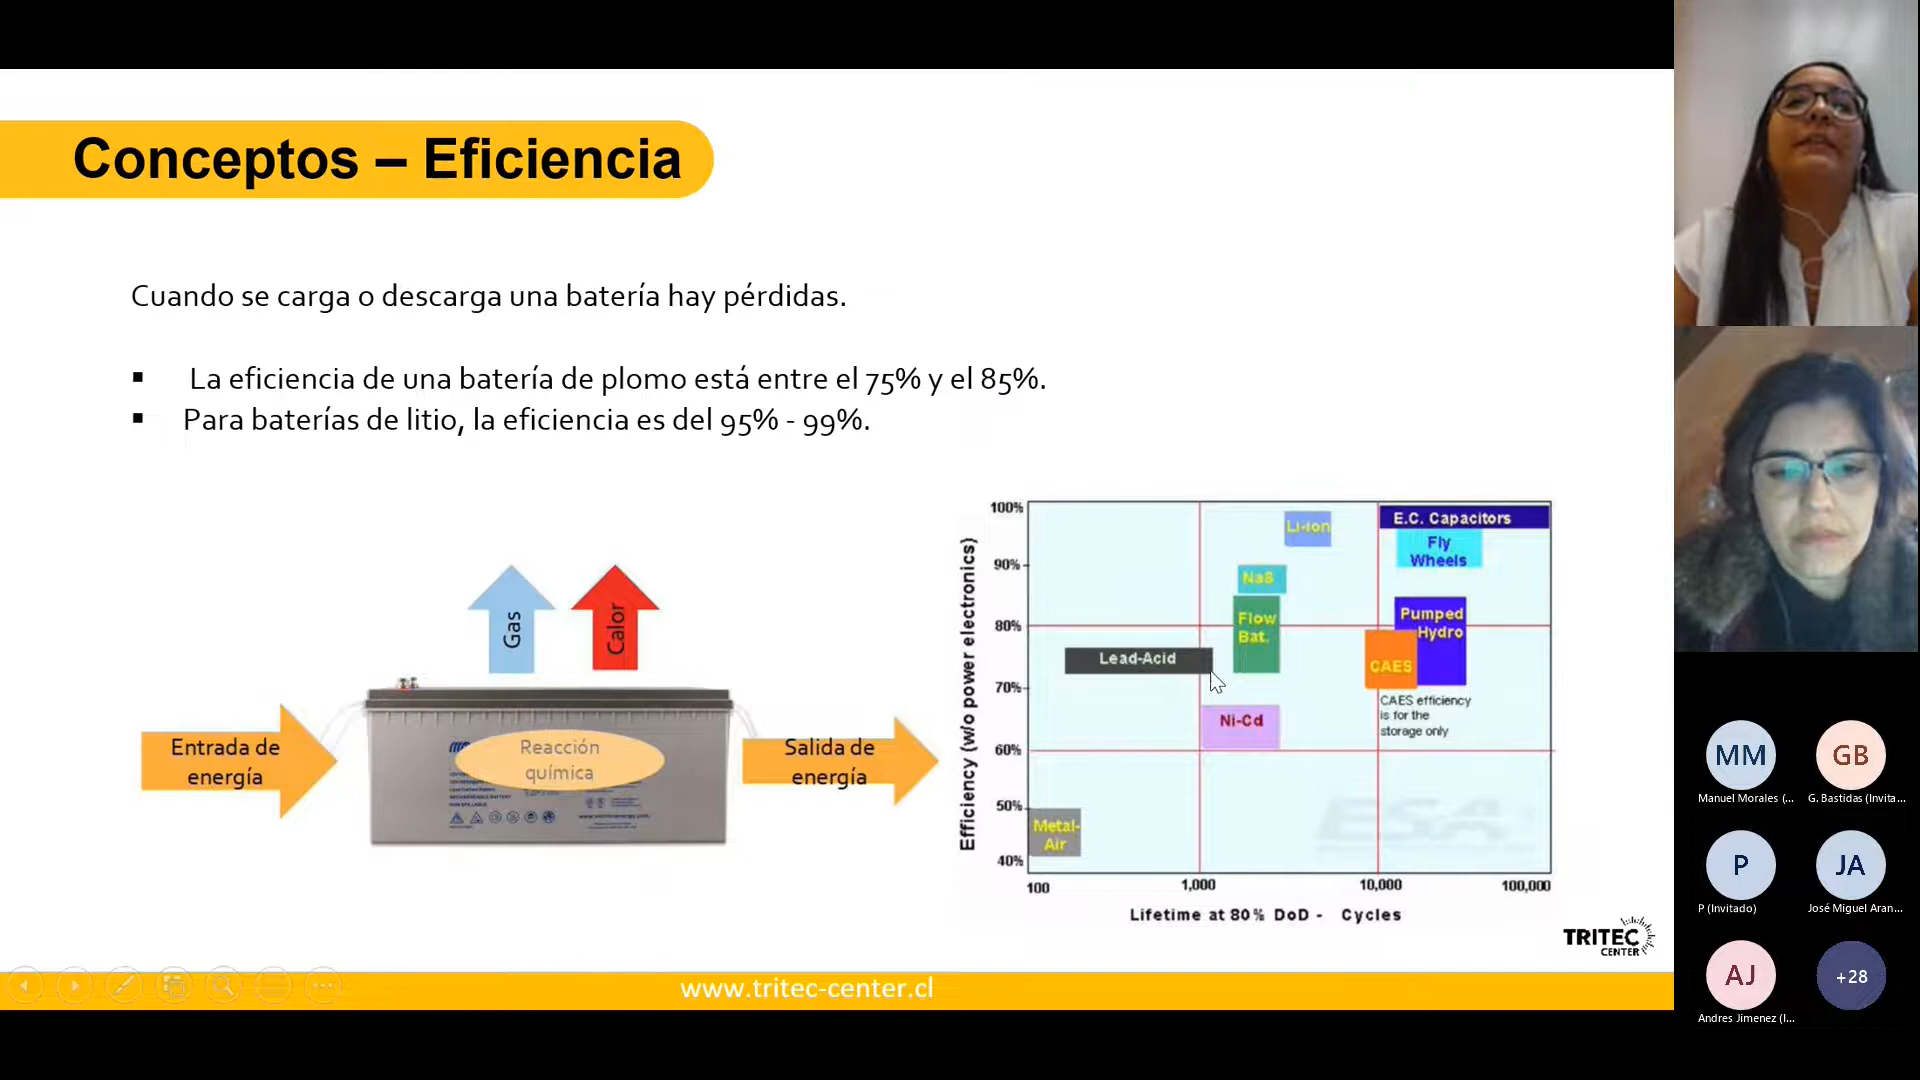 Conceptos – Eficiencia
Cuando se carga o descarga una batería hay pérdidas.
▪ La eficiencia de una batería de plomo está entre el 75% y el 85%.
▪ Para baterías de litio, la eficiencia es del 95% - 99%.
Gas
Calor
Entrada de
energía
Reacción
química
Salida de
energía
Efficiency (w/o power electronics)
100%
90%
80%
70%
60%
50%
40%
Li-ion
E.C. Capacitors
Fly
Wheels
NaS
Flow
Bat.
Pumped
Hydro
Lead-Acid
CAES
CAES efficiency
is for the
storage only
Ni-Cd
Metal-
Air
ESA
100
1,000
10,000
100,000
Lifetime at 80% DoD - Cycles
TRITEC
CENTER
www.tritec-center.cl
MM
GB
Manuel Morales (...
G. Bastidas (Invita...
P
JA
P (Invitado)
José Miguel Aran...
AJ
+28
Andres Jimenez (I...